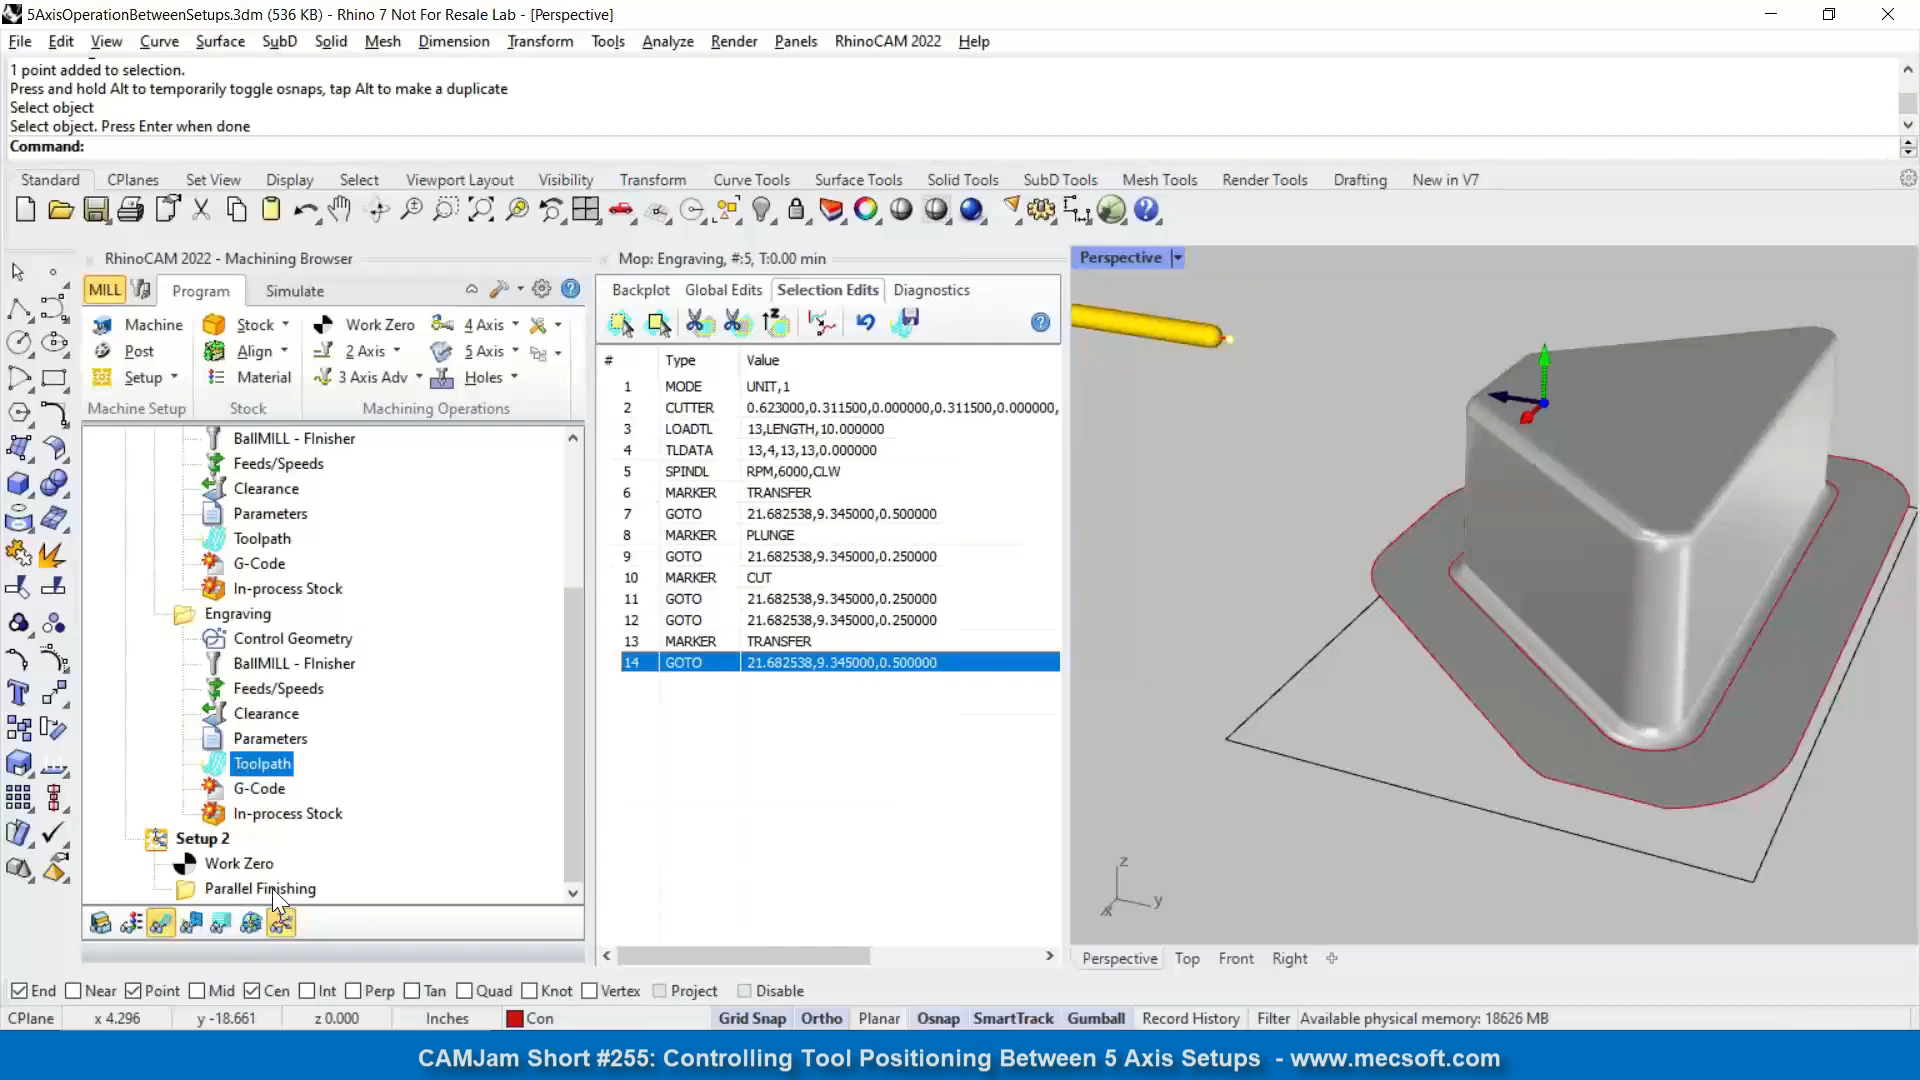 5AxisOperationBetweenSetups.3dm (536 KB) - Rhino 7 Not For Resale Lab - [Perspective]
File Edit View Curve Surface SubD Solid Mesh Dimension Transform Tools Analyze Render Panels RhinoCAM 2022 Help
1 point added to selection.
Press and hold Alt to temporarily toggle osnaps, tap Alt to make a duplicate
Select object
Select object. Press Enter when done
Command:
Standard CPlanes Set View Display Select Viewport Layout Visibility Transform Curve Tools Surface Tools Solid Tools SubD Tools Mesh Tools Render Tools Drafting New in V7
RhinoCAM 2022 - Machining Browser
MILL Program Simulate
Machine Stock Work Zero 4 Axis
Post Align 2 Axis 5 Axis
Setup Material 3 Axis Adv Holes
Machine Setup Stock Machining Operations
BallMILL - FInisher
Feeds/Speeds
Clearance
Parameters
Toolpath
G-Code
In-process Stock
Engraving
Control Geometry
BallMILL - FInisher
Feeds/Speeds
Clearance
Parameters
Toolpath
G-Code
In-process Stock
Setup 2
Work Zero
Parallel Finishing
Mop: Engraving, #:5, T:0.00 min
Backplot Global Edits Selection Edits Diagnostics
# Type Value
1 MODE UNIT,1
2 CUTTER 0.623000,0.311500,0.000000,0.311500,0.000000,
3 LOADTL 13,LENGTH,10.000000
4 TLDATA 13,4,13,13,0.000000
5 SPINDL RPM,6000,CLW
6 MARKER TRANSFER
7 GOTO 21.682538,9.345000,0.500000
8 MARKER PLUNGE
9 GOTO 21.682538,9.345000,0.250000
10 MARKER CUT
11 GOTO 21.682538,9.345000,0.250000
12 GOTO 21.682538,9.345000,0.250000
13 MARKER TRANSFER
14 GOTO 21.682538,9.345000,0.500000
Perspective
z
y
x
Perspective Top Front Right
End Near Point Mid Cen Int Perp Tan Quad Knot Vertex Project Disable
CPlane x 4.296 y -18.661 z 0.000 Inches Con Grid Snap Ortho Planar Osnap SmartTrack Gumball Record History Filter Available physical memory: 18626 MB
CAMJam Short #255: Controlling Tool Positioning Between 5 Axis Setups - www.mecsoft.com